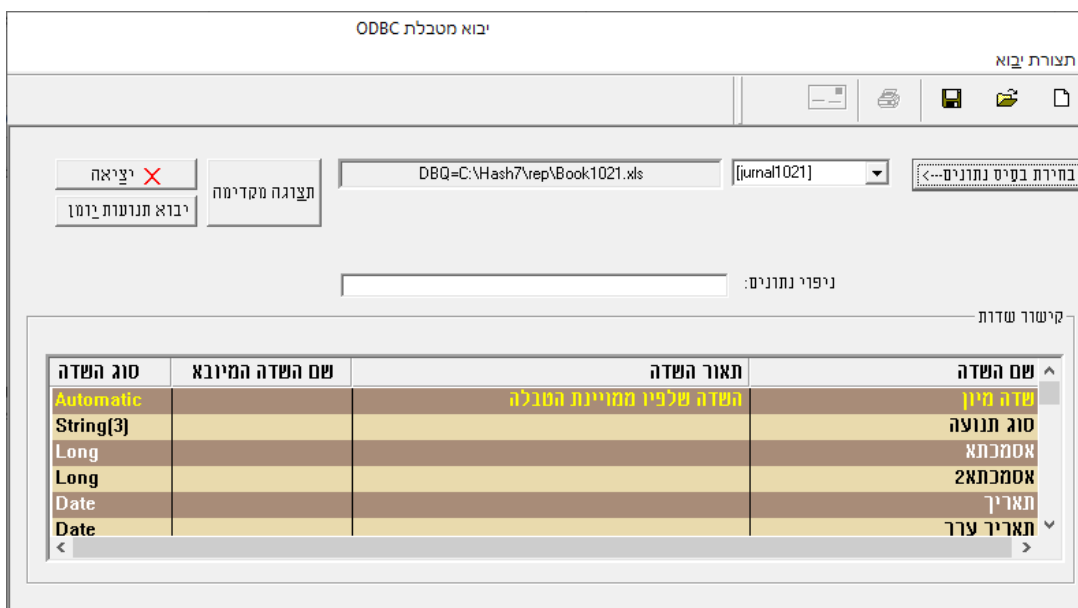 יבוא מטבלת ODBC
תצורת יבוא
בחירת בסיס נתונים--->
[jurnal1021]
DBQ=C:\Hash7\rep\Book1021.xls
תצוגה מקדימה
יציאה
יבוא תנועות יומן
ניפוי נתונים:
קישור שדות
שם השדה תאור השדה שם השדה המיובא סוג השדה
שדה מיון השדה שלפיו ממויינת הטבלה Automatic
סוג תנועה String(3)
אסמכתא Long
אסמכתא2 Long
תאריך Date
תאריך ערך Date